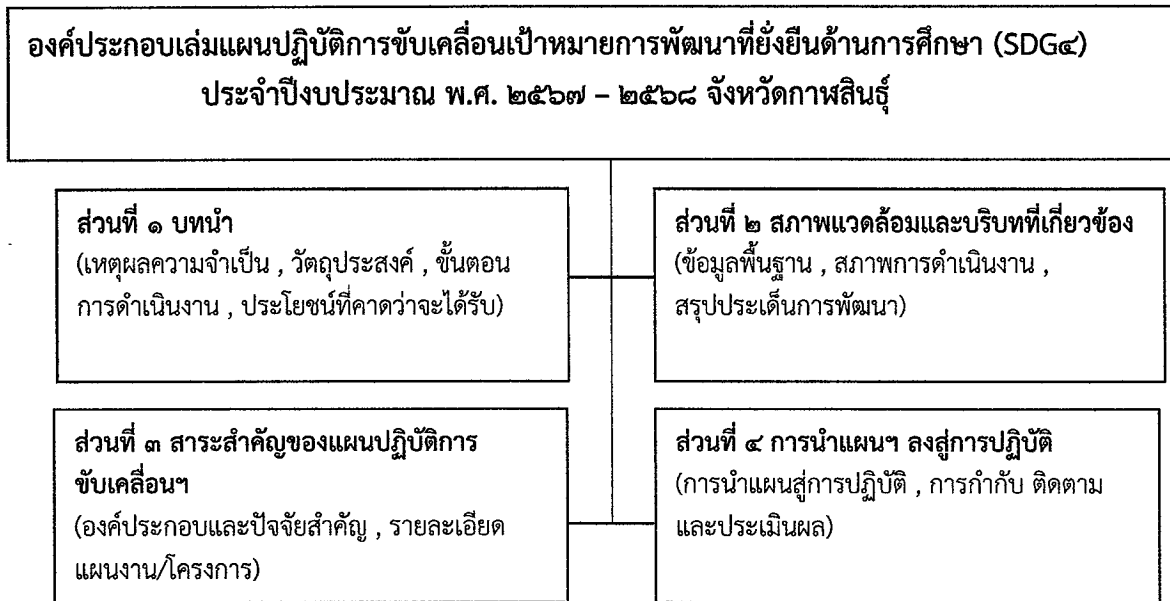 องค์ประกอบเล่มแผนปฏิบัติการขับเคลื่อนเป้าหมายการพัฒนาที่ยั่งยืนด้านการศึกษา (SDG๔)
ประจำปีงบประมาณ พ.ศ. ๒๕๖๗ – ๒๕๖๘ จังหวัดกาฬสินธุ์
ส่วนที่ ๑ บทนำ
(เหตุผลความจำเป็น , วัตถุประสงค์ , ขั้นตอน
การดำเนินงาน , ประโยชน์ที่คาดว่าจะได้รับ)
ส่วนที่ ๒ สภาพแวดล้อมและบริบทที่เกี่ยวข้อง
(ข้อมูลพื้นฐาน , สภาพการดำเนินงาน ,
สรุปประเด็นการพัฒนา)
ส่วนที่ ๓ สาระสำคัญของแผนปฏิบัติการ
ขับเคลื่อนฯ
(องค์ประกอบและปัจจัยสำคัญ , รายละเอียด
แผนงาน/โครงการ)
ส่วนที่ ๔ การนำแผนฯ ลงสู่การปฏิบัติ
(การนำแผนสู่การปฏิบัติ , การกำกับ ติดตาม
และประเมินผล)